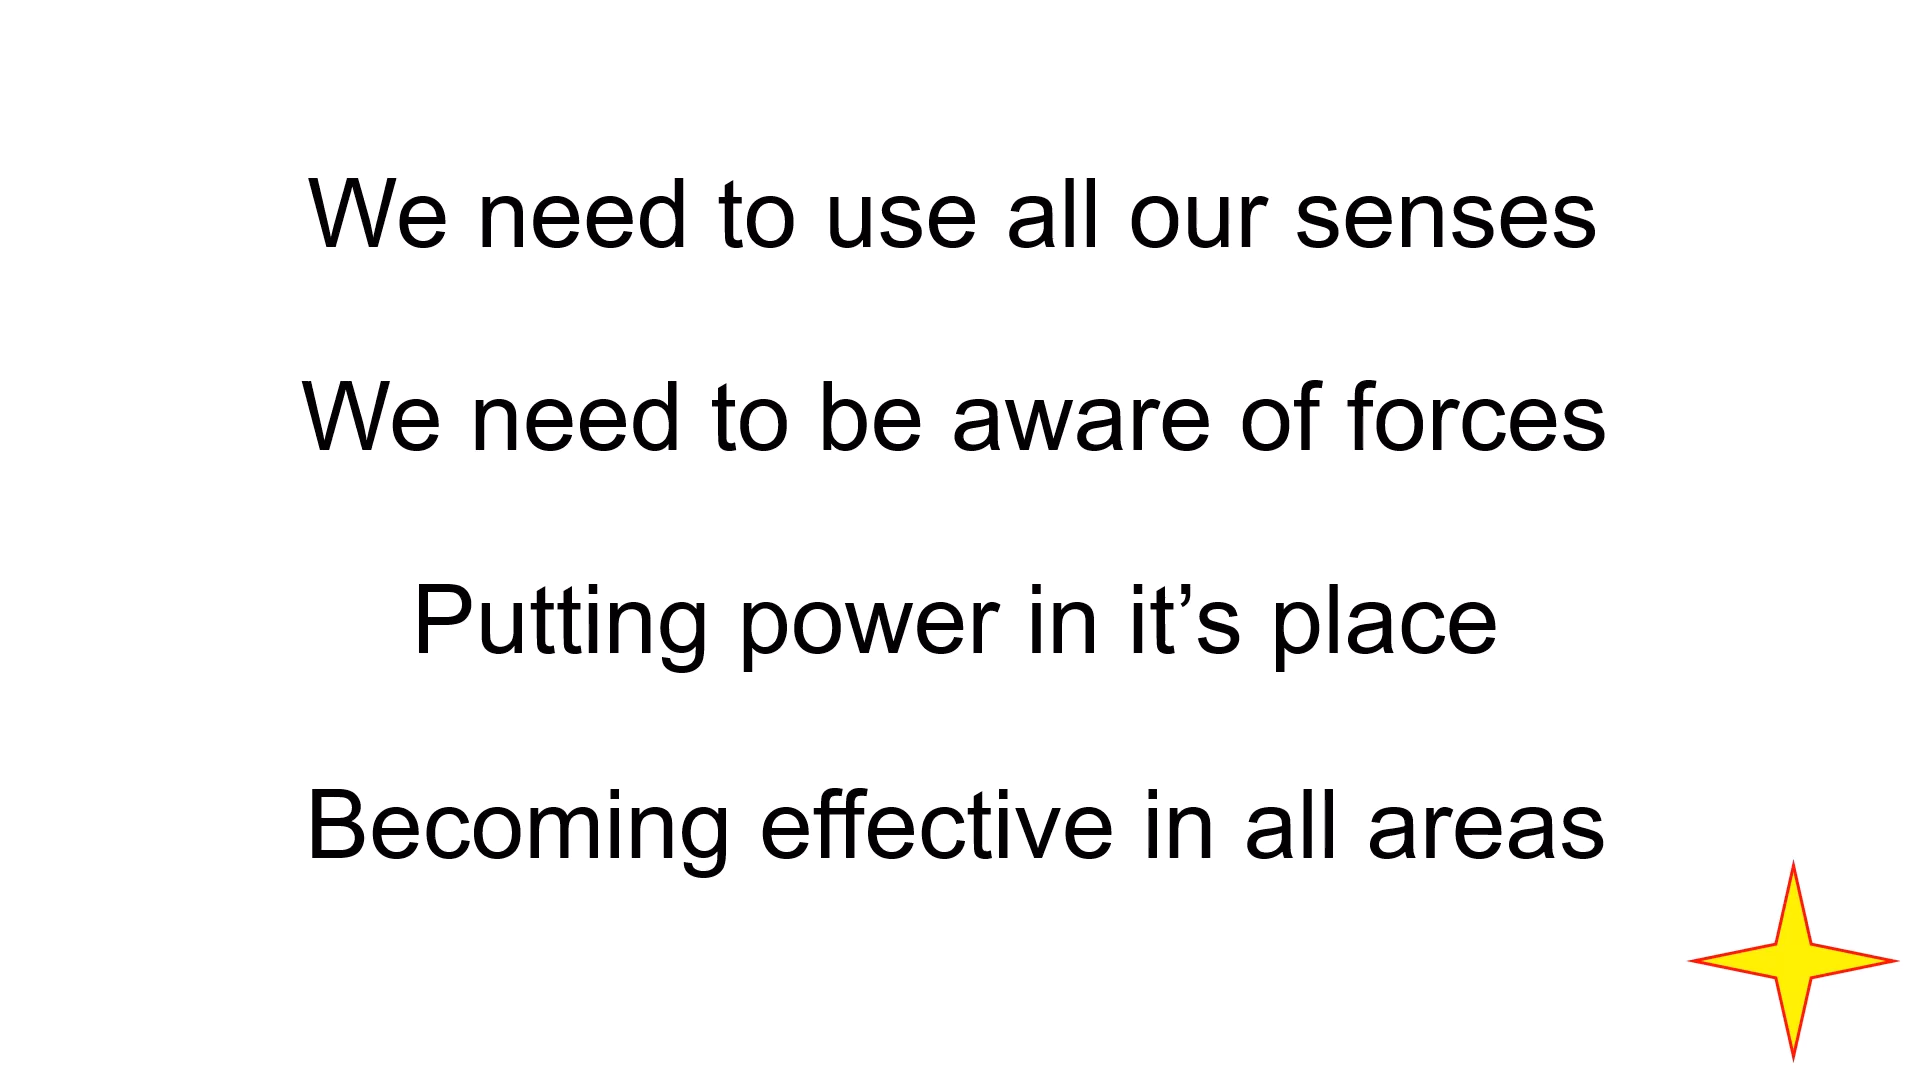 We need to use all our senses
We need to be aware of forces
Putting power in it’s place
Becoming effective in all areas